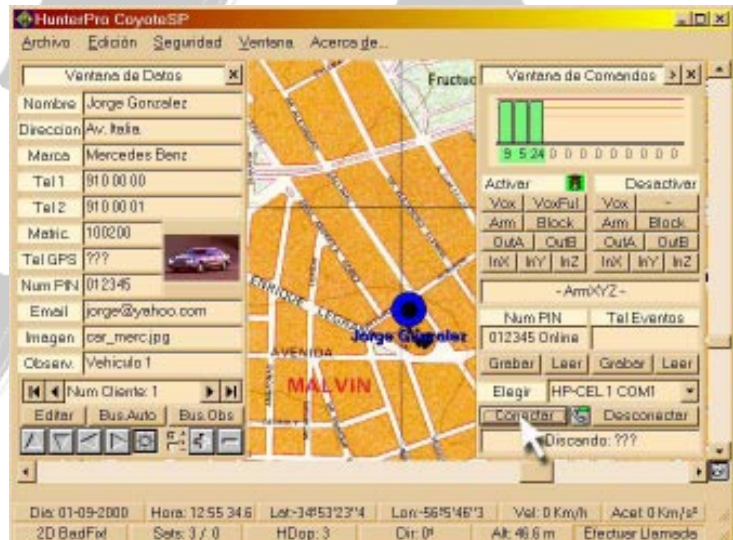 HunterPro CoyoteSP
Archivo Edición Seguridad Ventana Acerca de...
Ventana de Datos
Nombre Jorge Gonzalez
Direccion Av. Italia
Marca Mercedes Benz
Tel 1 910 00 00
Tel 2 910 00 01
Matric. 100200
Tel GPS ???
Num PIN 012345
Email jorge@yahoo.com
Imagen car_merc.jpg
Observ. Vehiculo 1
Num Cliente: 1
Editar Bus.Auto Bus.Obs
Fructuo
ENRIQUE LEGRAND
Jorge Gonzalez
AVENIDA
MALVIN
Ventana de Comandos
9 5 24 0 0 0 0 0 0 0 0 0
Activar Desactivar
Vox VoxFul Vox -
Arm Block Arm Block
OutA OutB OutA OutB
InX InY InZ InX InY InZ
- ArmXYZ -
Num PIN Tel Eventos
012345 Online
Grabar Leer Grabar Leer
Elegir HP-CEL 1 COM1
Conectar Desconectar
Discando: ???
Dia: 01-09-2000 Hora: 12:55 34.6 Lat:-34º53'23"4 Lon:-56º5'46"3 Vel: 0 Km/h Acel: 0 Km/s²
2D BadFix! Sats: 3 / 0 HDop: 3 Dir: 0º Alt: 46.6 m Efectuar Llamada